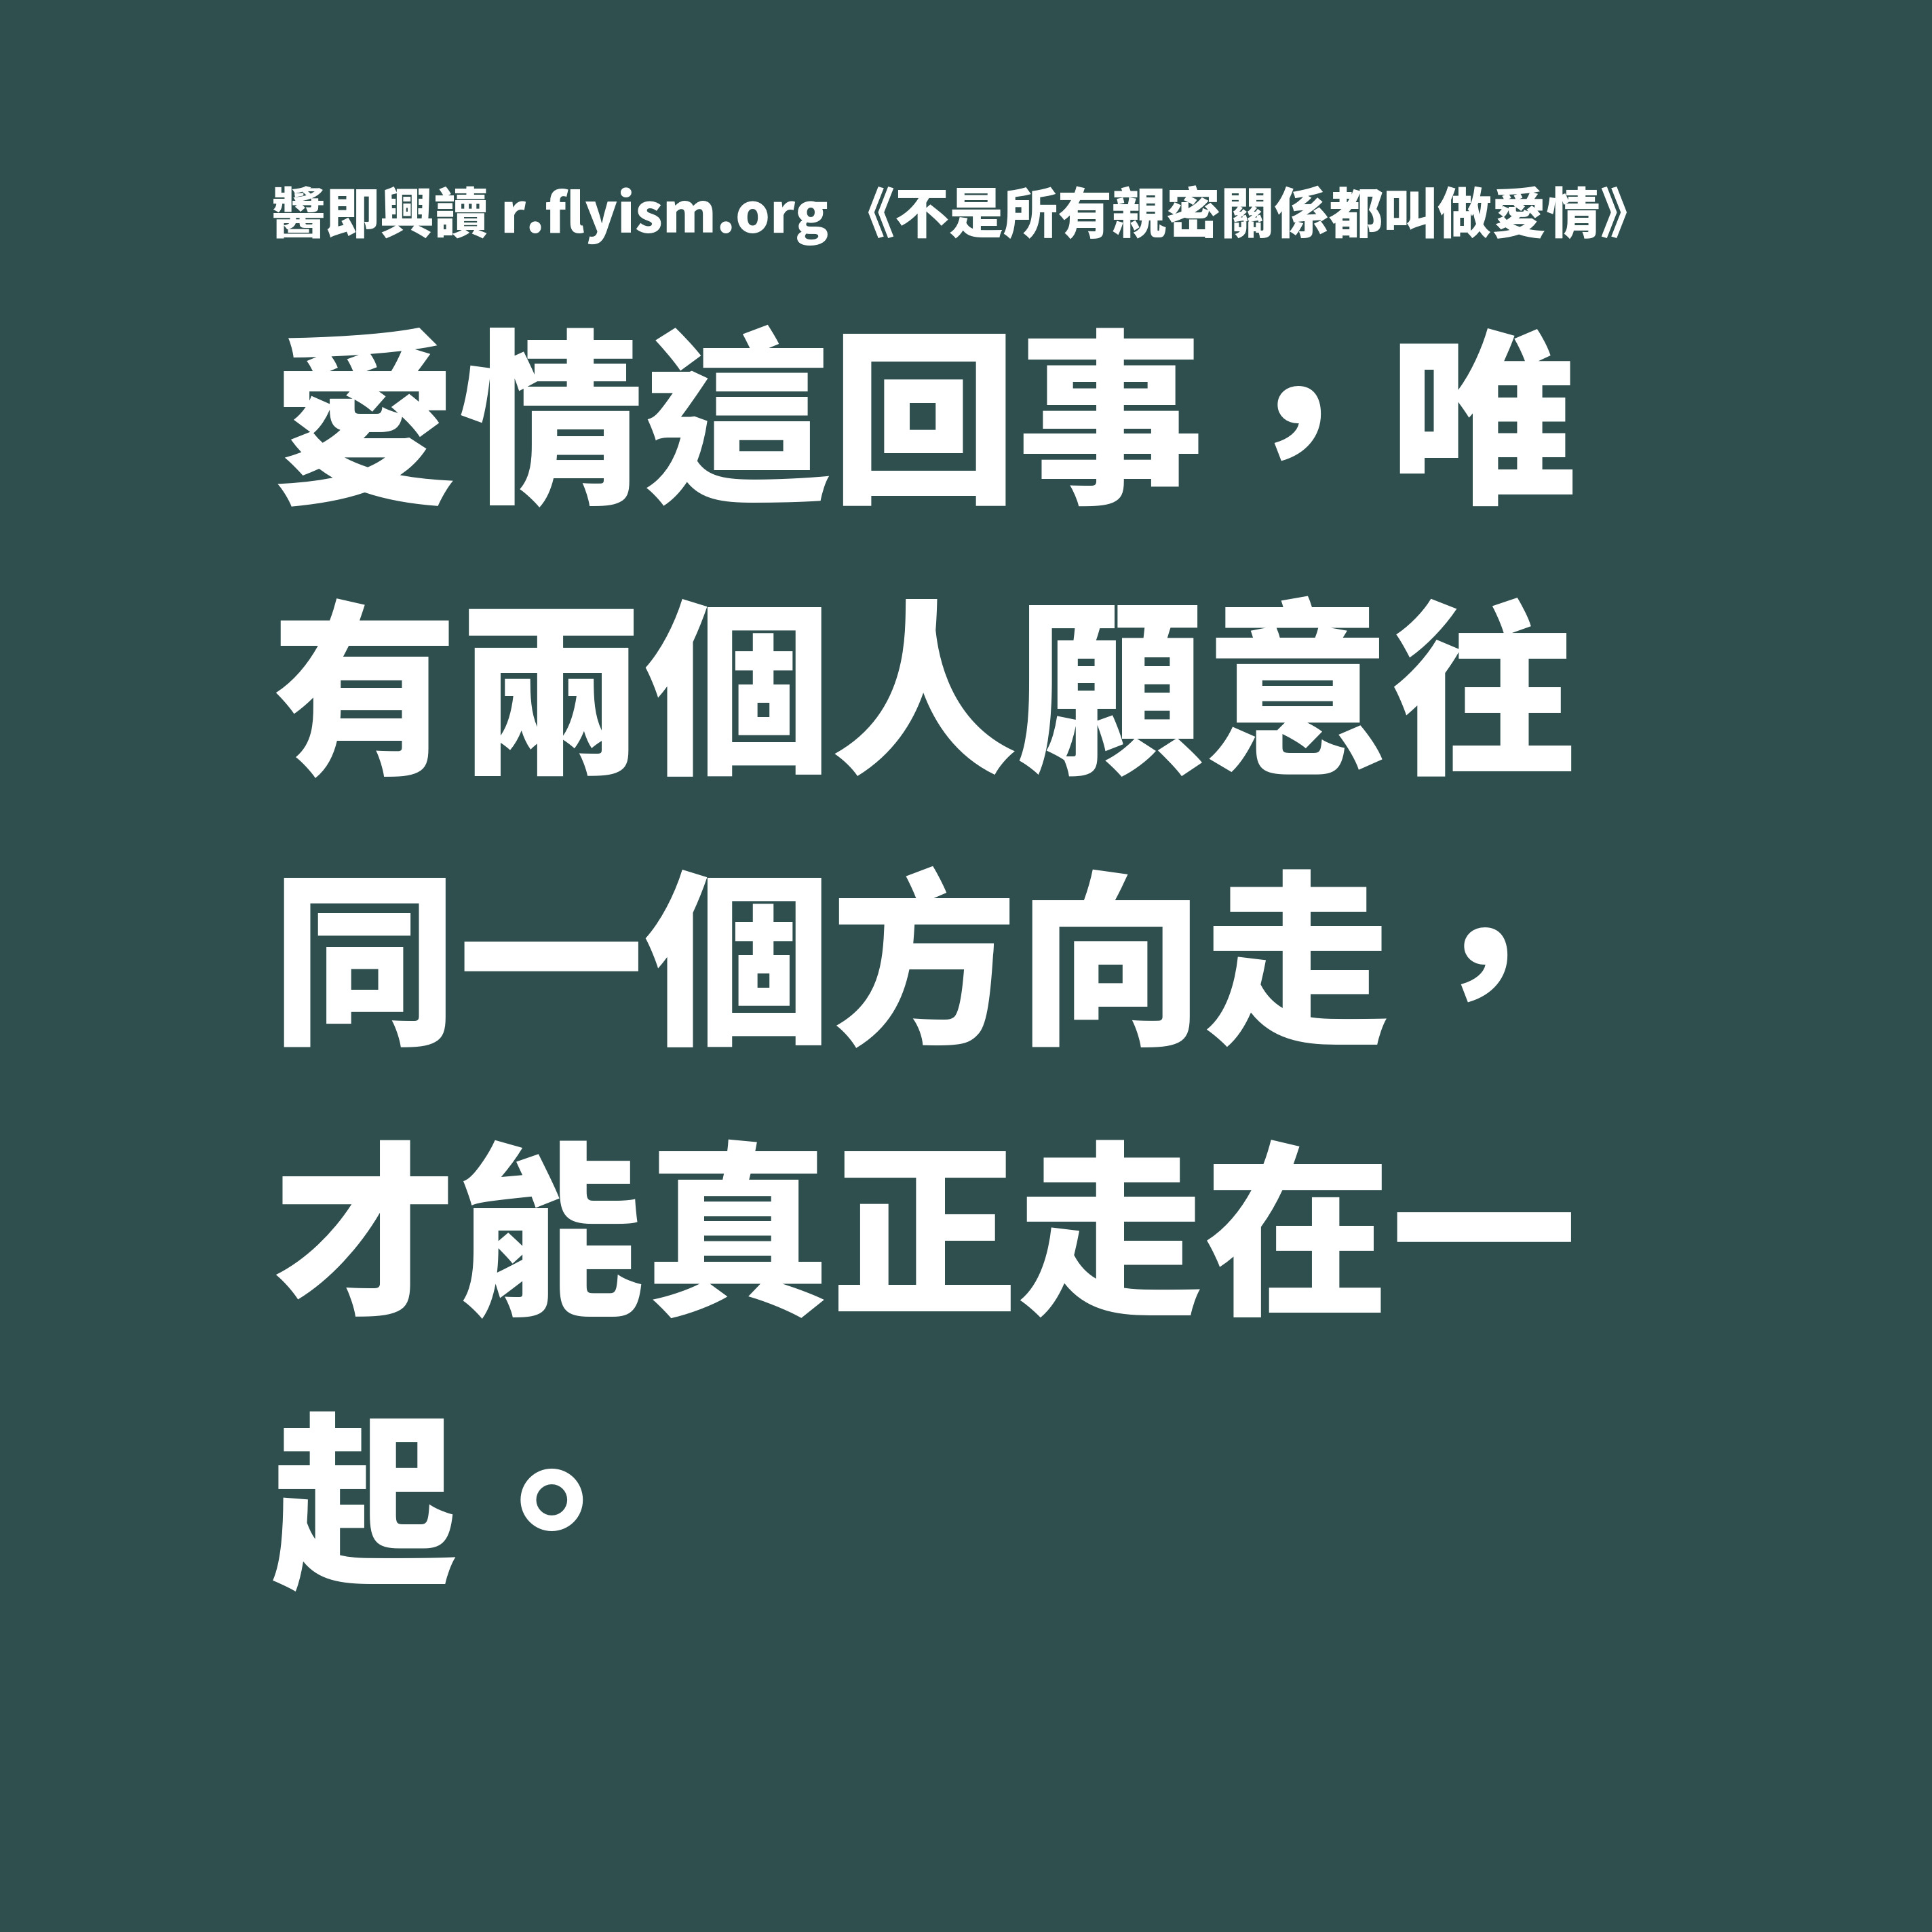 醫即閱讀 r.flyism.org《不是所有親密關係都叫做愛情》
愛情這回事，唯
有兩個人願意往
同一個方向走，
才能真正走在一
起。